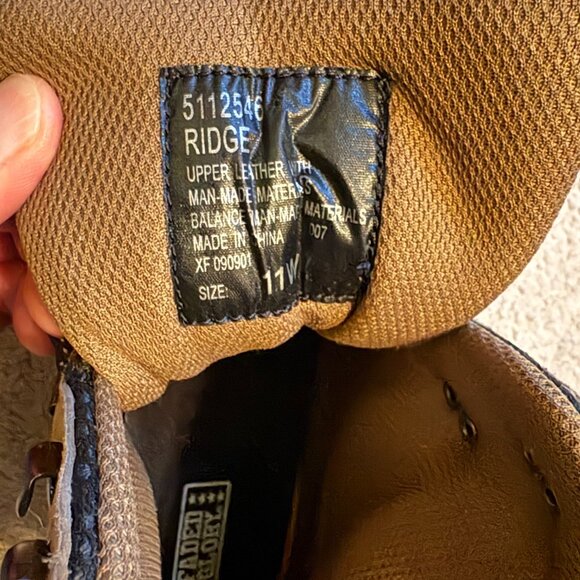 5112546
RIDGE
UPPER LEATHER WITH
MAN-MADE MATERIALS
BALANCE MAN-MADE MATERIALS
MADE IN CHINA 007
XF 090901
SIZE: 11W
FADED
GLORY